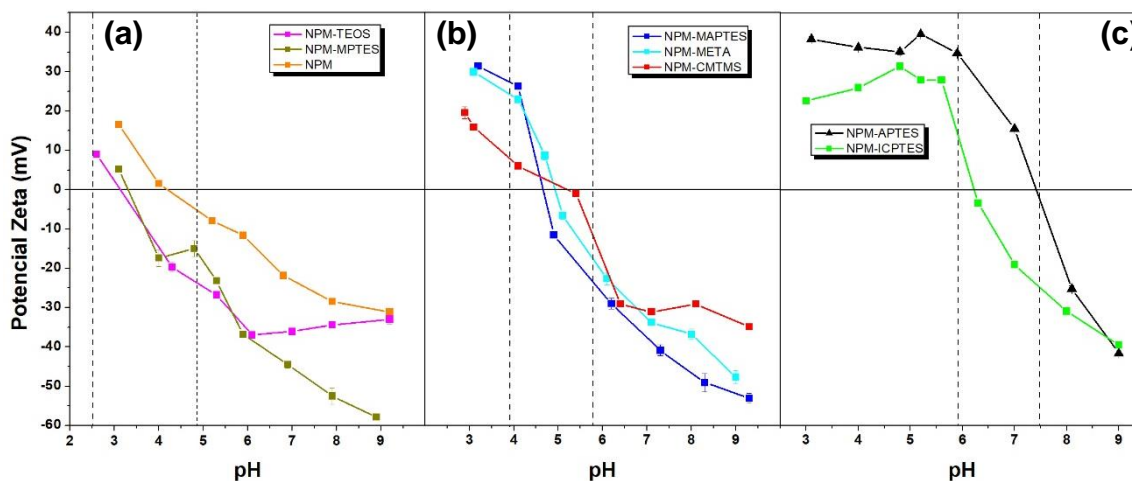 (a)
NPM-TEOS
NPM-MPTES
NPM
(b)
NPM-MAPTES
NPM-META
NPM-CMTMS
(c)
NPM-APTES
NPM-ICPTES
Potencial Zeta (mV)
40
30
20
10
0
-10
-20
-30
-40
-50
-60
2 3 4 5 6 7 8 9
3 4 5 6 7 8 9
3 4 5 6 7 8 9
pH
pH
pH